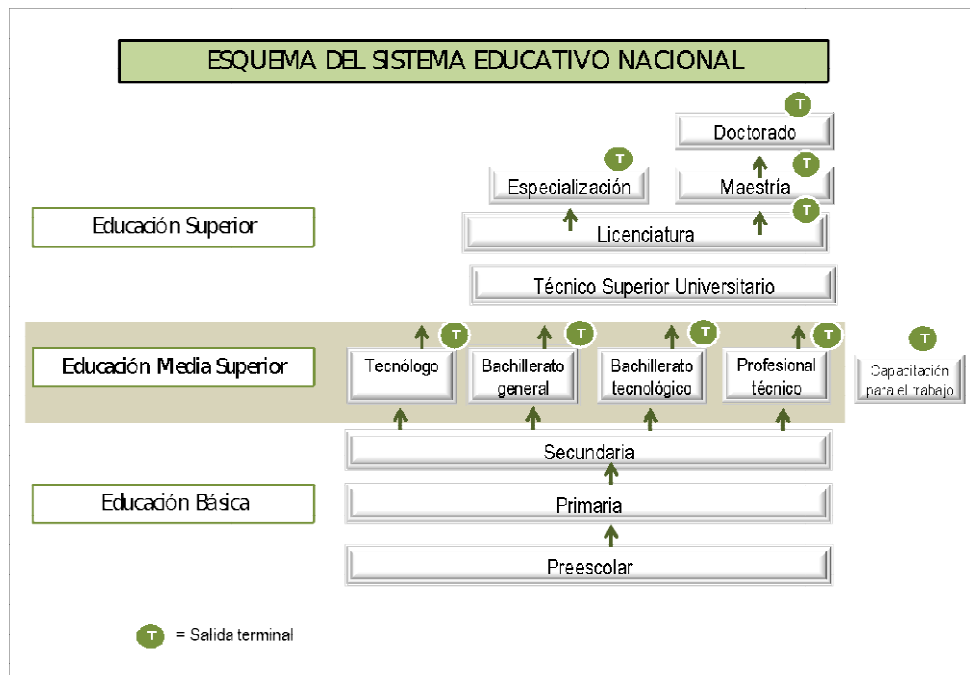 ESQUEMA DEL SISTEMA EDUCATIVO NACIONAL
T
Doctorado
T
Especialización
T
Maestría
T
Educación Superior
Licenciatura
Técnico Superior Universitario
T
T
T
T
T
Educación Media Superior
Tecnólogo
Bachillerato
general
Bachillerato
tecnológico
Profesional
técnico
Capacitación
para el trabajo
Secundaria
Educación Básica
Primaria
Preescolar
T = Salida terminal